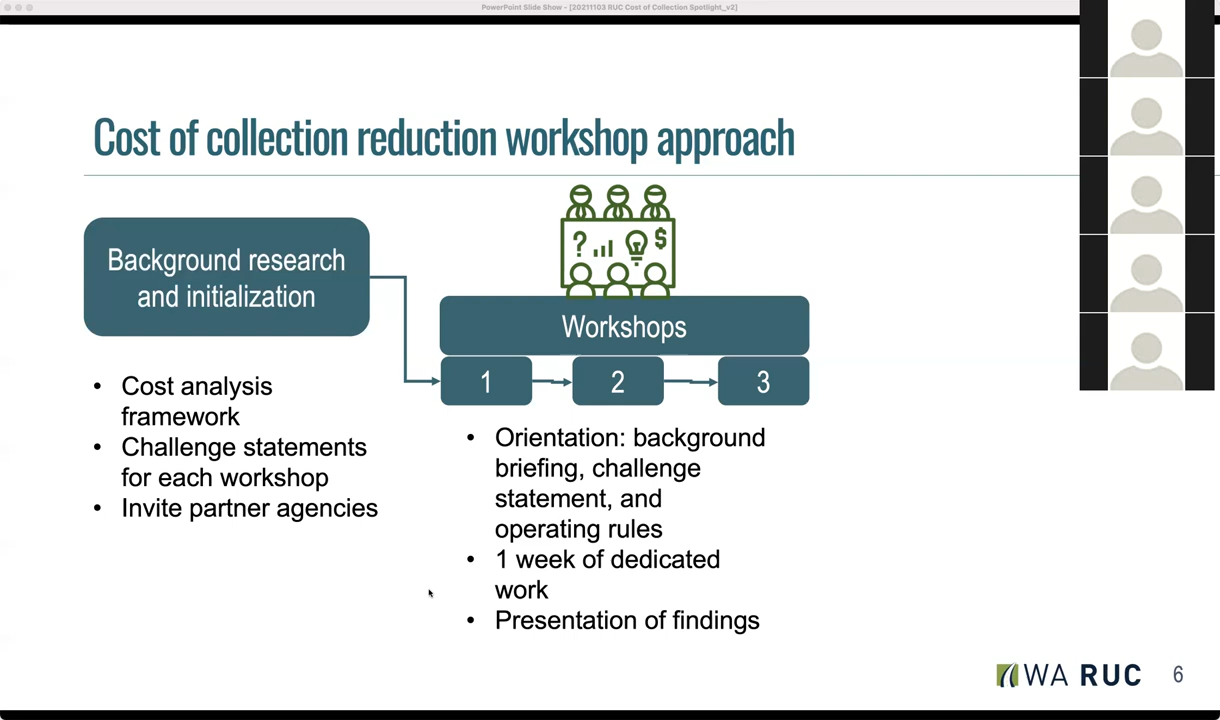 PowerPoint Slide Show - [20211103 RUC Cost of Collection Spotlight_v2]
Cost of collection reduction workshop approach
Background research
and initialization
• Cost analysis
framework
• Challenge statements
for each workshop
• Invite partner agencies
? $
Workshops
1 2 3
• Orientation: background
briefing, challenge
statement, and
operating rules
• 1 week of dedicated
work
• Presentation of findings
WA RUC 6